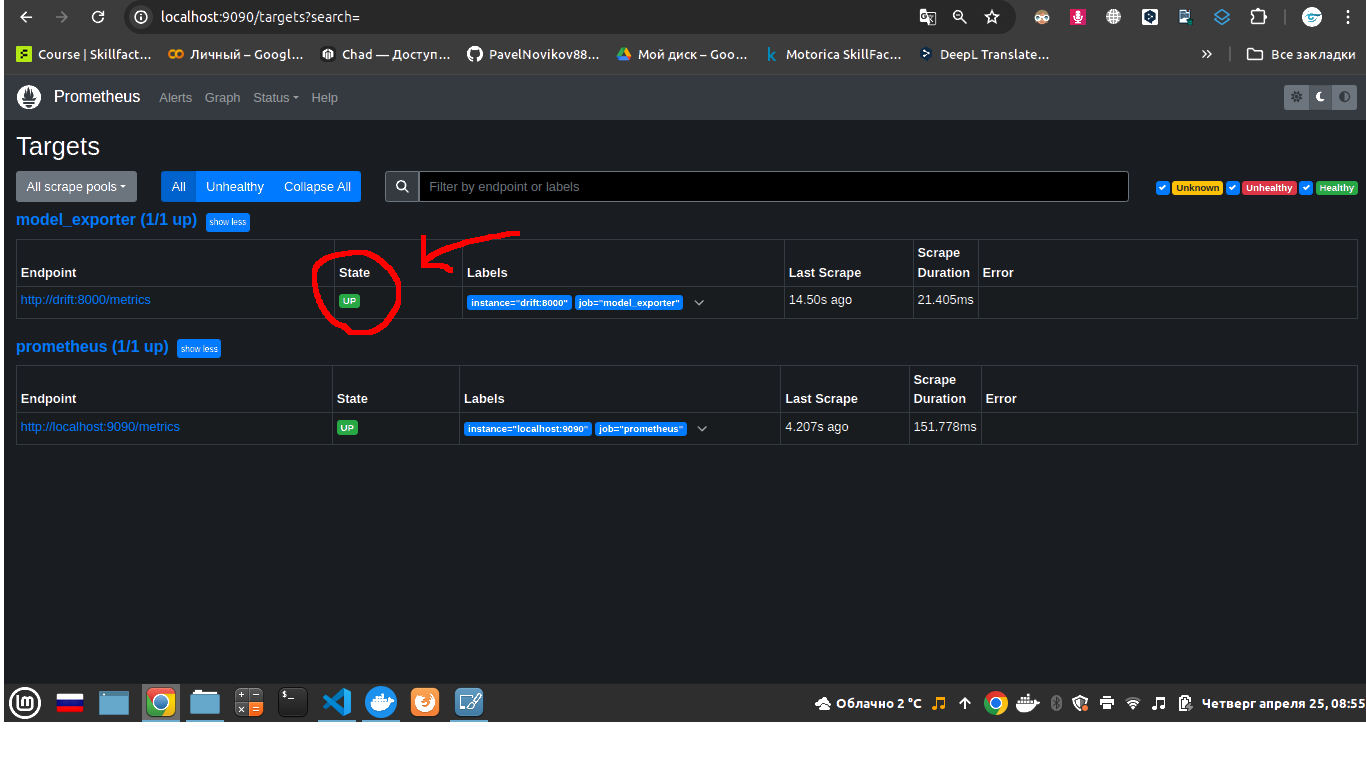 localhost:9090/targets?search=
Course | Skillfact... Личный – Googl... Chad — Доступ... PavelNovikov88... Мой диск – Goo... Motorica SkillFac... DeepL Translate... » Все закладки
Prometheus Alerts Graph Status Help
Targets
All scrape pools All Unhealthy Collapse All Filter by endpoint or labels Unknown Unhealthy Healthy
model_exporter (1/1 up) show less
Endpoint State Labels Last Scrape Scrape Duration Error
http://drift:8000/metrics UP instance="drift:8000" job="model_exporter" 14.50s ago 21.405ms
prometheus (1/1 up) show less
Endpoint State Labels Last Scrape Scrape Duration Error
http://localhost:9090/metrics UP instance="localhost:9090" job="prometheus" 4.207s ago 151.778ms
Облачно 2 °C Четверг апреля 25, 08:55